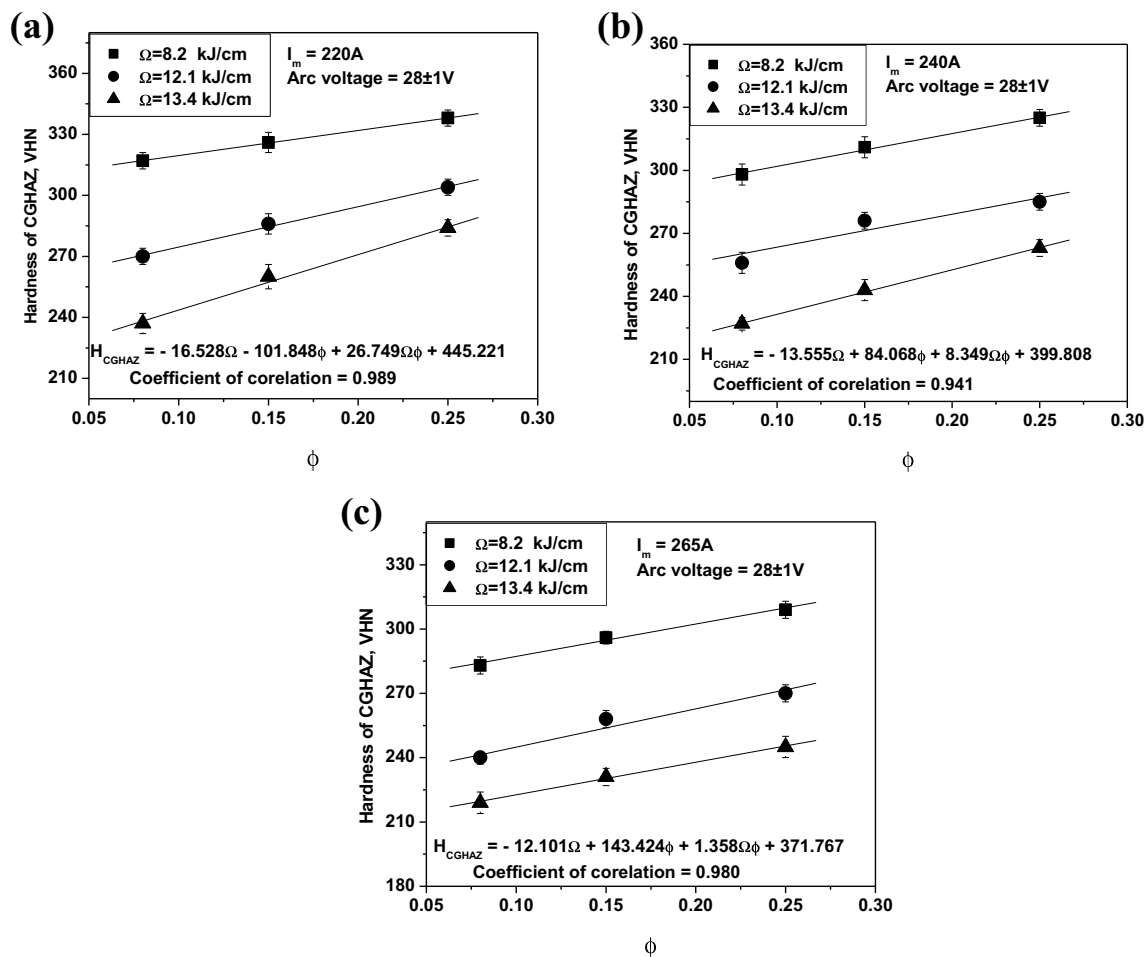 (a)
Ω=8.2 kJ/cm
Ω=12.1 kJ/cm
Ω=13.4 kJ/cm
I_m = 220A
Arc voltage = 28±1V
Hardness of CGHAZ, VHN
360
330
300
270
240
210
H_CGHAZ = - 16.528Ω - 101.848ϕ + 26.749Ωϕ + 445.221
Coefficient of corelation = 0.989
0.05 0.10 0.15 0.20 0.25 0.30
ϕ
(b)
Ω=8.2 kJ/cm
Ω=12.1 kJ/cm
Ω=13.4 kJ/cm
I_m = 240A
Arc voltage = 28±1V
Hardness of CGHAZ, VHN
360
330
300
270
240
210
H_CGHAZ = - 13.555Ω + 84.068ϕ + 8.349Ωϕ + 399.808
Coefficient of corelation = 0.941
0.05 0.10 0.15 0.20 0.25 0.30
ϕ
(c)
Ω=8.2 kJ/cm
Ω=12.1 kJ/cm
Ω=13.4 kJ/cm
I_m = 265A
Arc voltage = 28±1V
Hardness of CGHAZ, VHN
330
300
270
240
210
180
H_CGHAZ = - 12.101Ω + 143.424ϕ + 1.358Ωϕ + 371.767
Coefficient of corelation = 0.980
0.05 0.10 0.15 0.20 0.25 0.30
ϕ